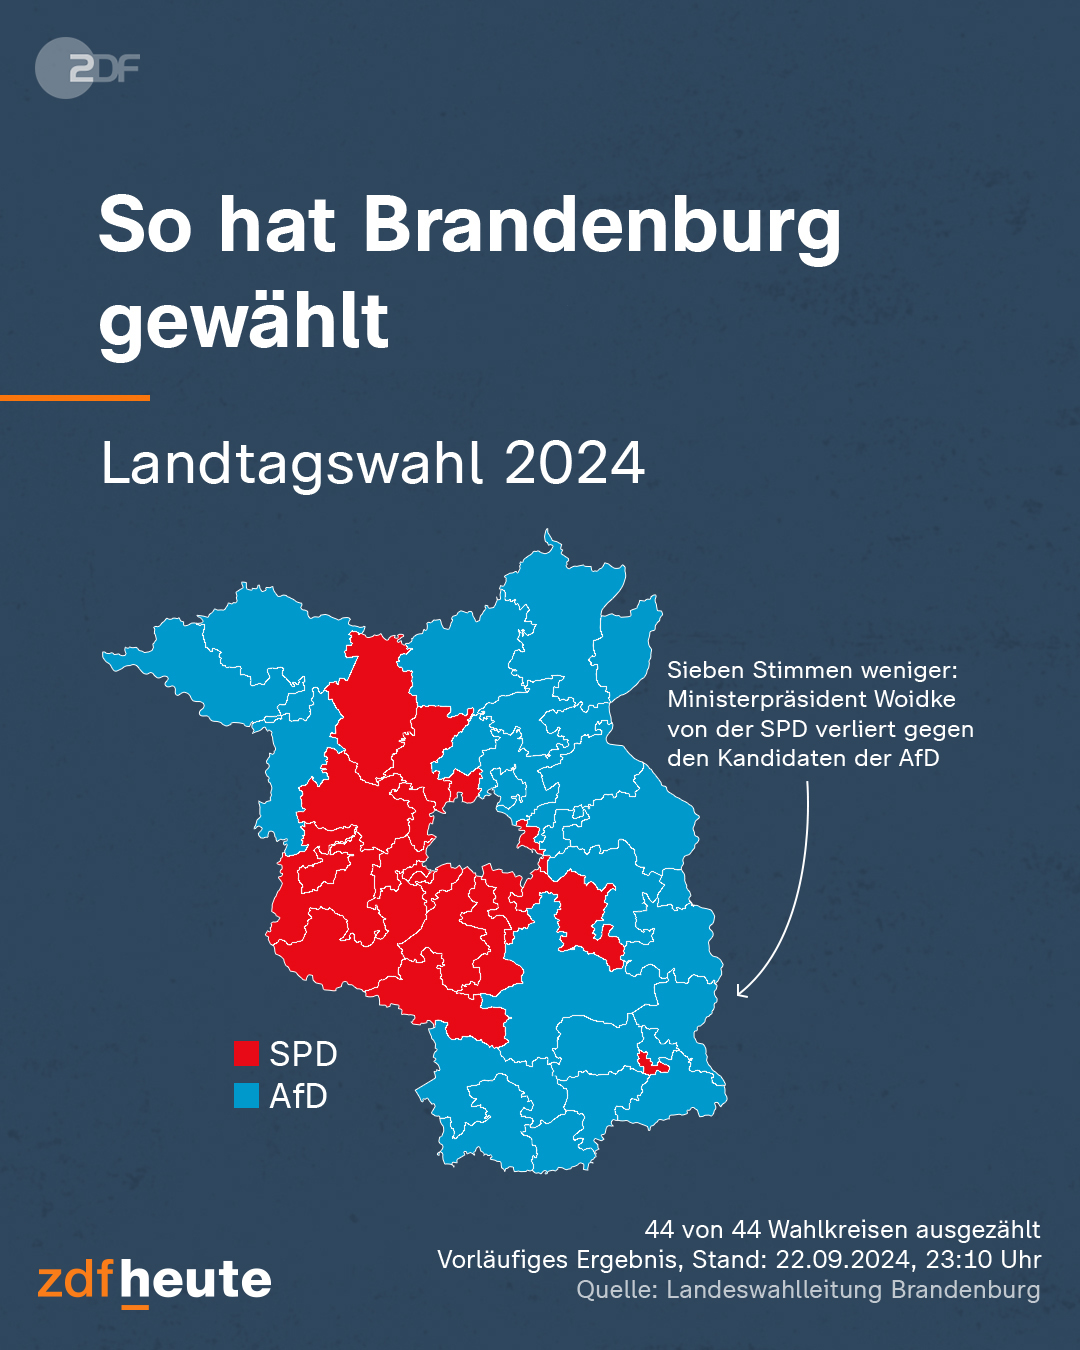 ZDF
So hat Brandenburg
gewählt
Landtagswahl 2024
Sieben Stimmen weniger:
Ministerpräsident Woidke
von der SPD verliert gegen
den Kandidaten der AfD
SPD
AfD
44 von 44 Wahlkreisen ausgezählt
Vorläufiges Ergebnis, Stand: 22.09.2024, 23:10 Uhr
Quelle: Landeswahlleitung Brandenburg
zdfheute